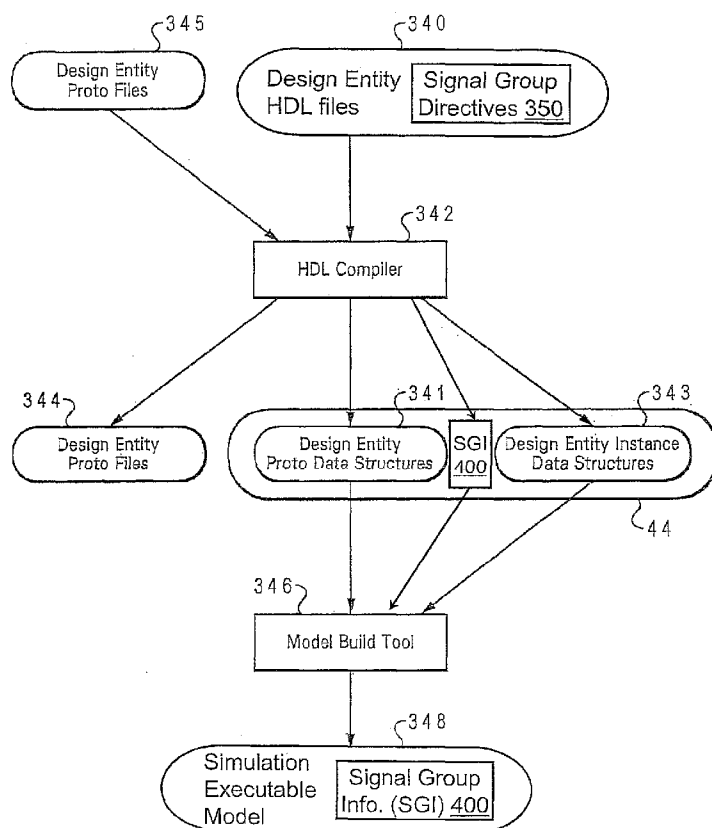 345
Design Entity
Proto Files
340
Design Entity
HDL files
Signal Group
Directives 350
342
HDL Compiler
344
Design Entity
Proto Files
341
Design Entity
Proto Data Structures
SGI
400
343
Design Entity Instance
Data Structures
44
346
Model Build Tool
348
Simulation
Executable
Model
Signal Group
Info. (SGI) 400